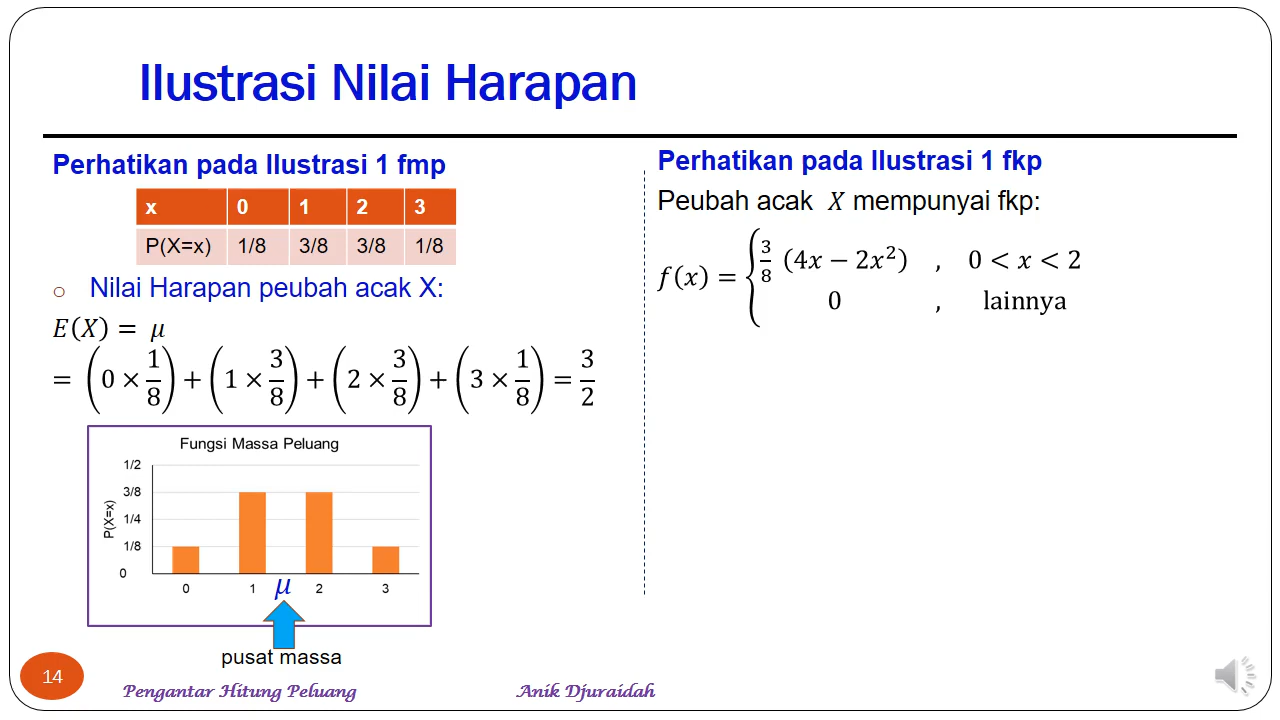 Ilustrasi Nilai Harapan
Perhatikan pada Ilustrasi 1 fmp
x 0 1 2 3
P(X=x) 1/8 3/8 3/8 1/8
○ Nilai Harapan peubah acak X:
E(X) = μ
= (0 × 1/8) + (1 × 3/8) + (2 × 3/8) + (3 × 1/8) = 3/2
Fungsi Massa Peluang
P(X=x)
1/2
3/8
1/4
1/8
0
0 1 μ 2 3
pusat massa
Perhatikan pada Ilustrasi 1 fkp
Peubah acak X mempunyai fkp:
f(x) = { 3/8 (4x − 2x²) , 0 < x < 2
0 , lainnya
14
Pengantar Hitung Peluang Anik Djuraidah